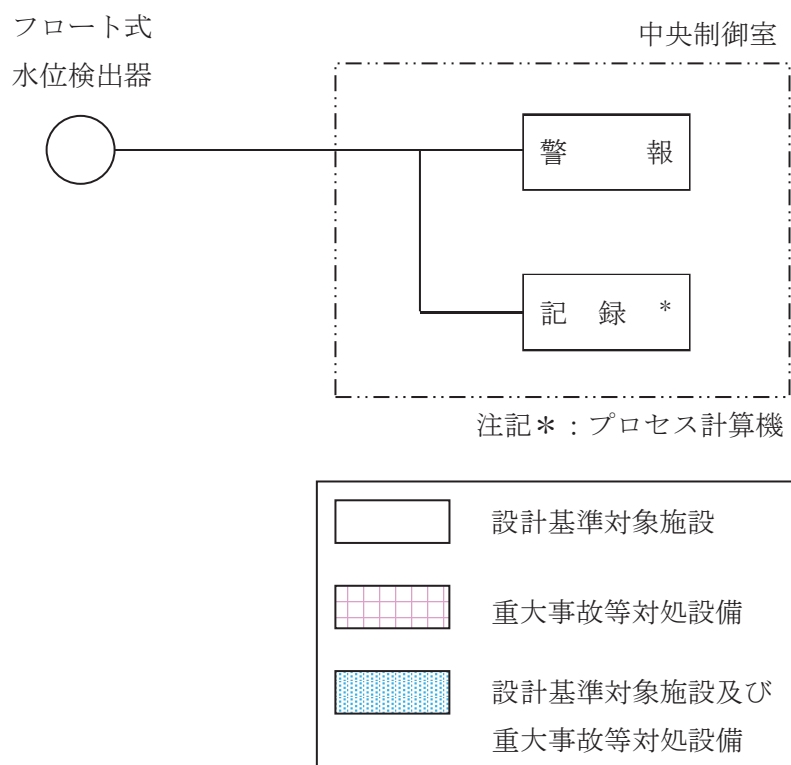 フロート式
水位検出器
中央制御室
警 報
記 録 *
注記*：プロセス計算機
設計基準対象施設
重大事故等対処設備
設計基準対象施設及び
重大事故等対処設備